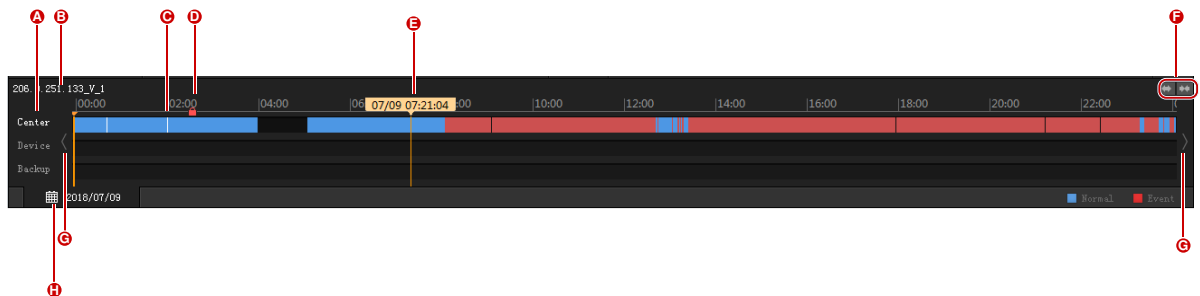 A B C D E F
206. .251.133_V_1
00:00 02:00 04:00 06 07/09 07:21:04 :00 10:00 12:00 14:00 16:00 18:00 20:00 22:00
Center
Device
Backup
G G
2018/07/09 Normal Event
H